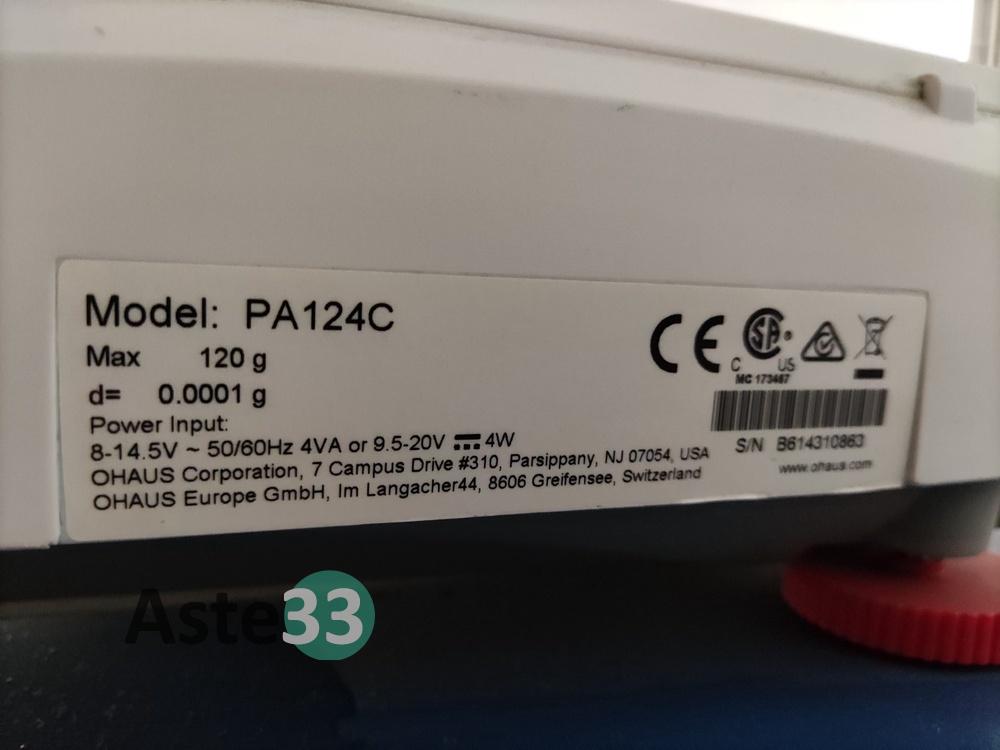 Model: PA124C
Max 120 g
d= 0.0001 g
Power Input:
8-14.5V ~ 50/60Hz 4VA or 9.5-20V ⎓ 4W
OHAUS Corporation, 7 Campus Drive #310, Parsippany, NJ 07054, USA
OHAUS Europe GmbH, Im Langacher44, 8606 Greifensee, Switzerland
CE
C SA® US
MC 173467
S/N B614310863
www.ohaus.com
Aste33